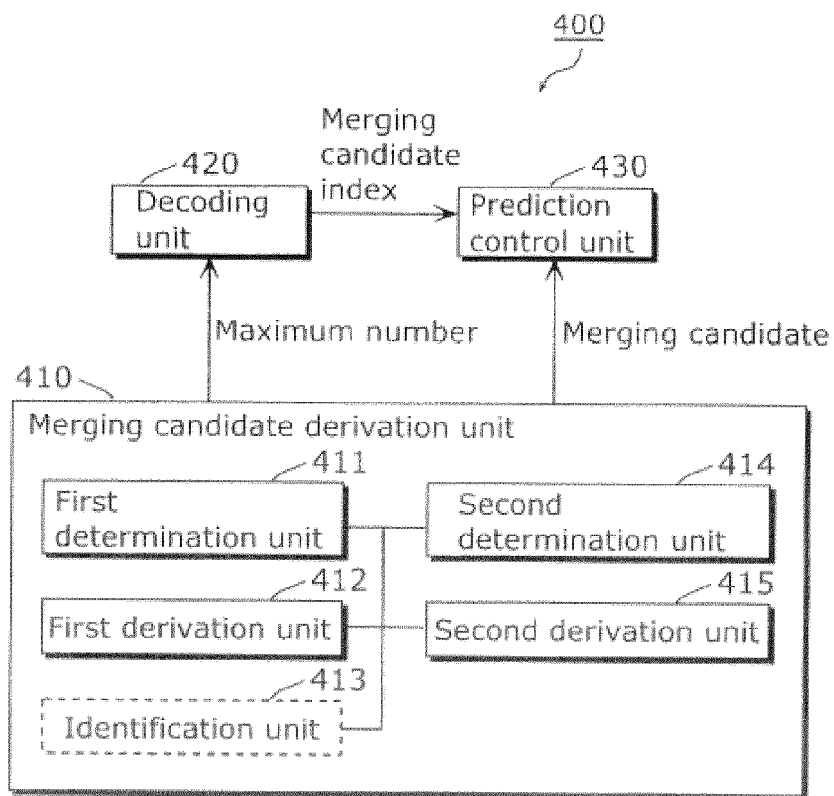 400
Merging
candidate
index
420
Decoding
unit
430
Prediction
control unit
Maximum number
Merging candidate
410
Merging candidate derivation unit
411
First
determination unit
414
Second
determination unit
412
First derivation unit
415
Second derivation unit
413
Identification unit